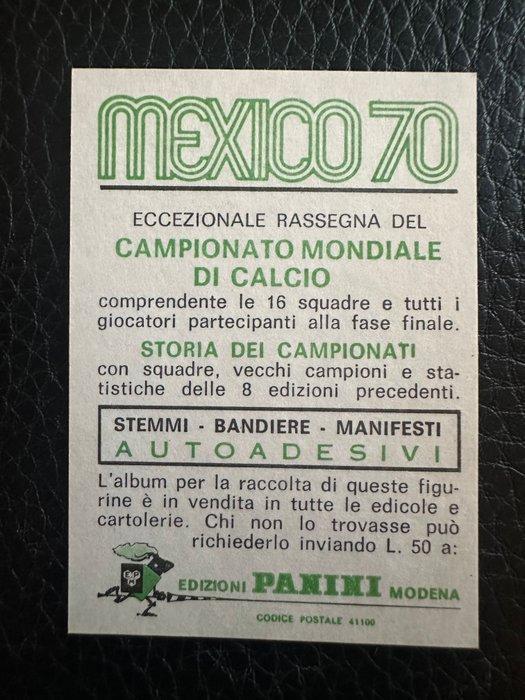 MEXICO 70
ECCEZIONALE RASSEGNA DEL
CAMPIONATO MONDIALE
DI CALCIO
comprendente le 16 squadre e tutti i
giocatori partecipanti alla fase finale.
STORIA DEI CAMPIONATI
con squadre, vecchi campioni e sta-
tistiche delle 8 edizioni precedenti.
STEMMI - BANDIERE - MANIFESTI
AUTOADESIVI
L'album per la raccolta di queste figu-
rine è in vendita in tutte le edicole e
cartolerie. Chi non lo trovasse può
richiederlo inviando L. 50 a:
EDIZIONI PANINI MODENA
CODICE POSTALE 41100